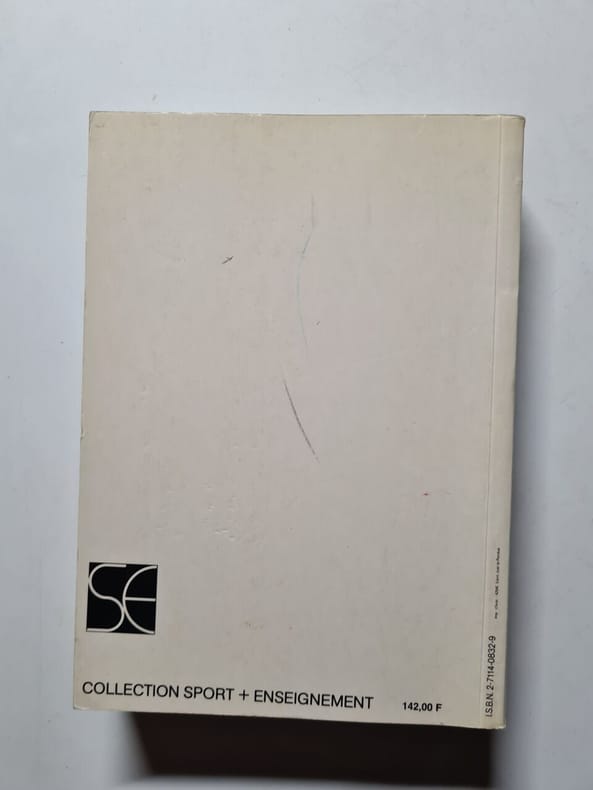 SE
COLLECTION SPORT + ENSEIGNEMENT
142,00 F
I.S.B.N. 2-7114-0832-9